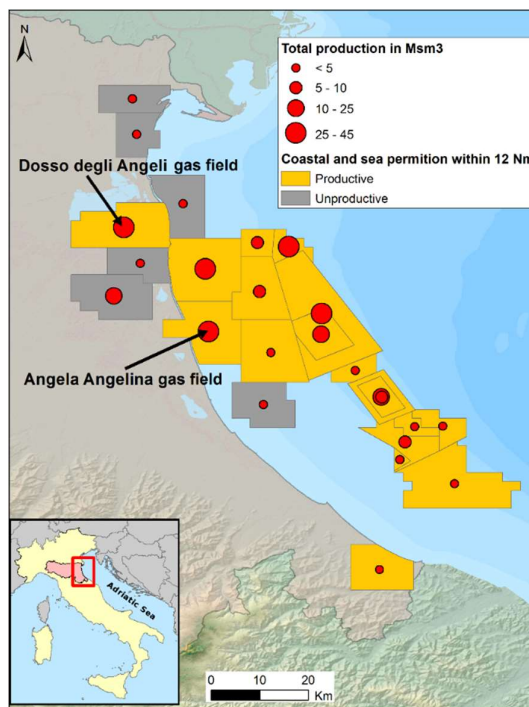 N
Total production in Msm3
< 5
5 - 10
10 - 25
25 - 45
Coastal and sea permition within 12 Nm
Productive
Unproductive
Dosso degli Angeli gas field
Angela Angelina gas field
Adriatic Sea
0 10 20
Km